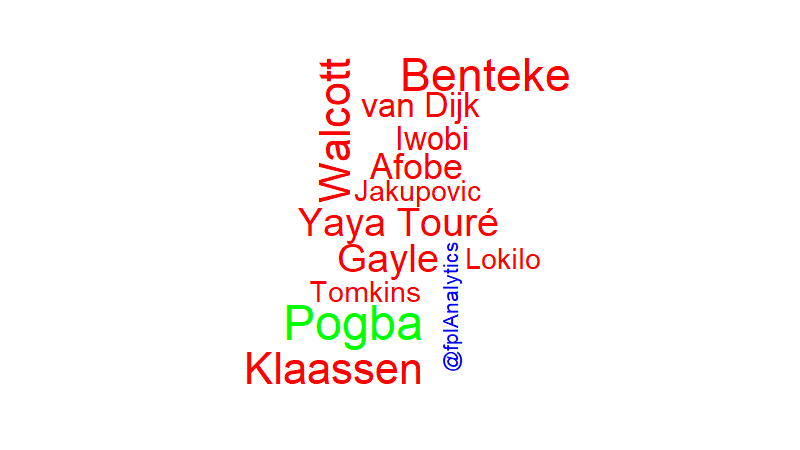 Walcott
Benteke
van Dijk
Iwobi
Afobe
Jakupovic
Yaya Touré
Gayle
Lokilo
@fplAnalytics
Tomkins
Pogba
Klaassen